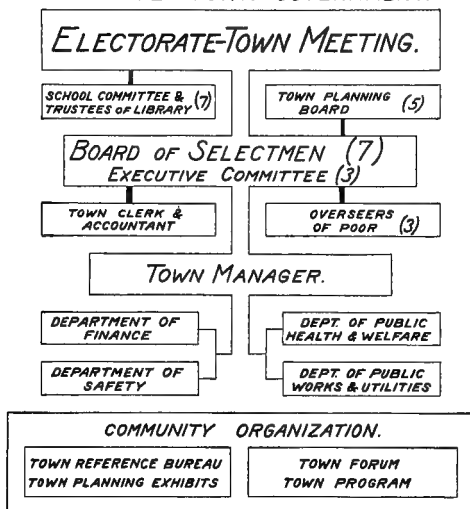 ELECTORATE-TOWN MEETING.
SCHOOL COMMITTEE &
TRUSTEES OF LIBRARY (7)
TOWN PLANNING
BOARD (5)
BOARD OF SELECTMEN (7)
EXECUTIVE COMMITTEE (3)
TOWN CLERK &
ACCOUNTANT
OVERSEERS
OF POOR (3)
TOWN MANAGER.
DEPARTMENT OF
FINANCE
DEPT. OF PUBLIC
HEALTH & WELFARE
DEPARTMENT OF
SAFETY
DEPT. OF PUBLIC
WORKS & UTILITIES
COMMUNITY ORGANIZATION.
TOWN REFERENCE BUREAU
TOWN PLANNING EXHIBITS
TOWN FORUM
TOWN PROGRAM